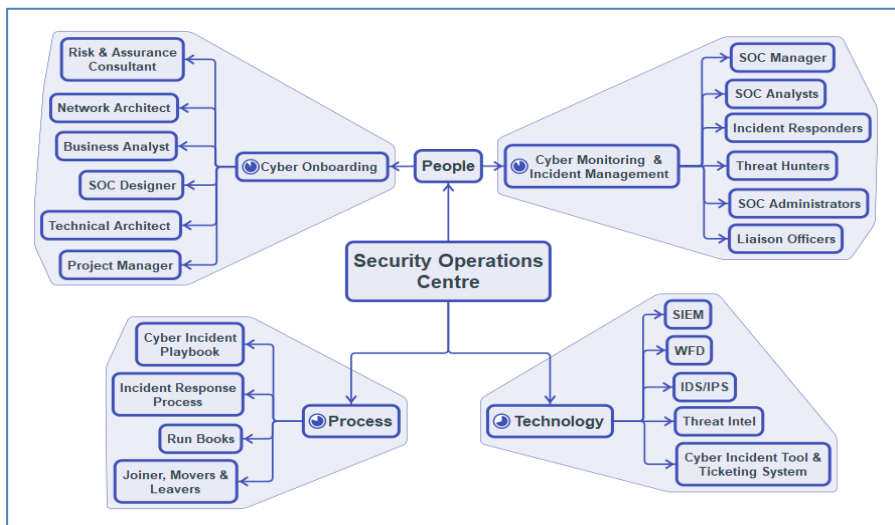 Risk & Assurance
Consultant
Network Architect
Business Analyst
SOC Designer
Technical Architect
Project Manager
Cyber Onboarding
People
Cyber Monitoring &
Incident Management
SOC Manager
SOC Analysts
Incident Responders
Threat Hunters
SOC Administrators
Liaison Officers
Security Operations
Centre
Cyber Incident
Playbook
Incident Response
Process
Run Books
Joiner, Movers &
Leavers
Process
Technology
SIEM
WFD
IDS/IPS
Threat Intel
Cyber Incident Tool &
Ticketing System